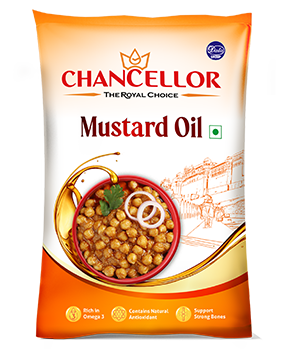 CHANCELLOR
THE ROYAL CHOICE
Mustard Oil
Rich in
Omega 3
Contains Natural
Antioxidant
Support
Strong Bones